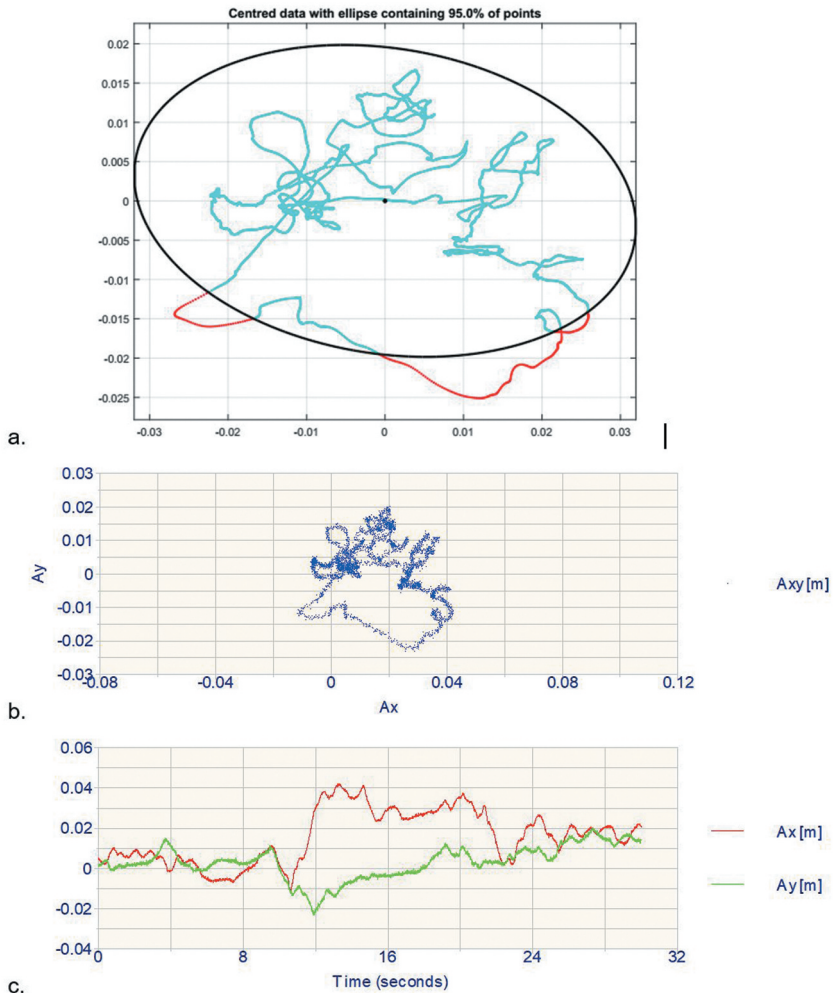 Centred data with ellipse containing 95.0% of points
0.02
0.015
0.01
0.005
0
-0.005
-0.01
-0.015
-0.02
-0.025
-0.03 -0.02 -0.01 0 0.01 0.02 0.03
a.
0.03
0.02
0.01
0
-0.01
-0.02
-0.03
Ay
-0.08 -0.04 0 0.04 0.08 0.12
Ax
Axy[m]
b.
0.06
0.04
0.02
0
-0.02
-0.04
0 8 16 24 32
Time (seconds)
Ax[m]
Ay[m]
c.